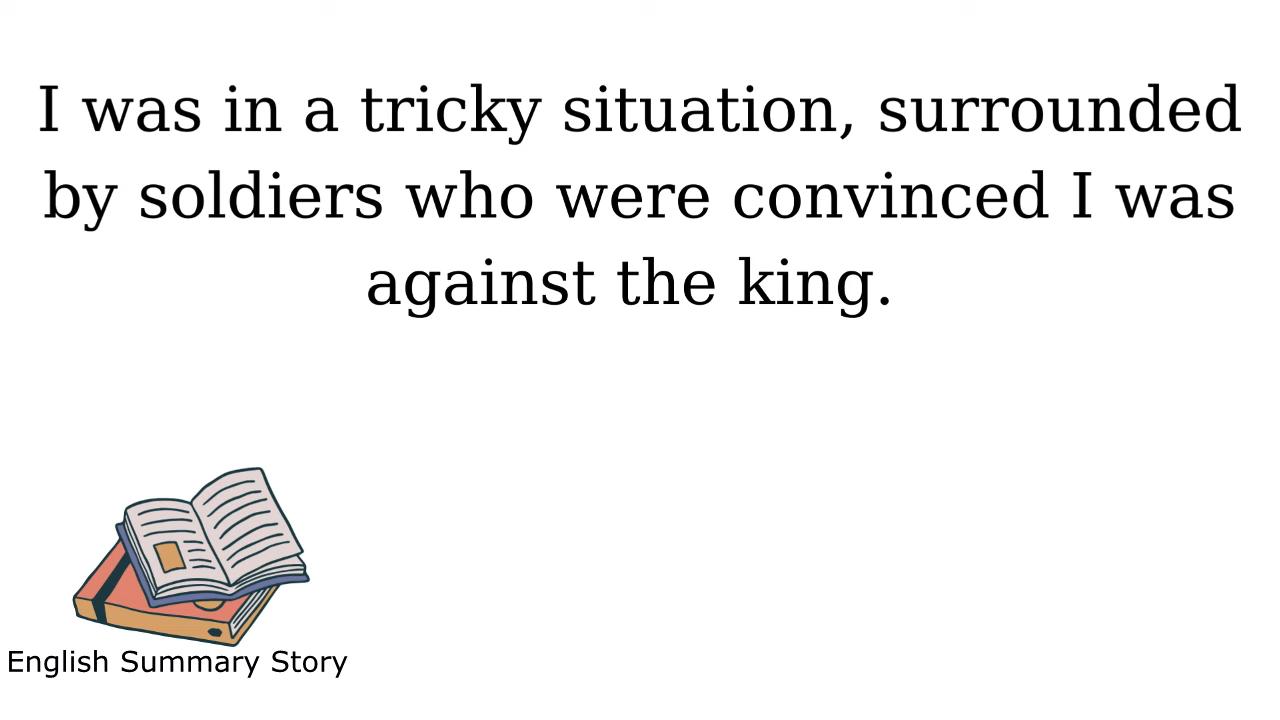 I was in a tricky situation, surrounded
by soldiers who were convinced I was
against the king.
English Summary Story